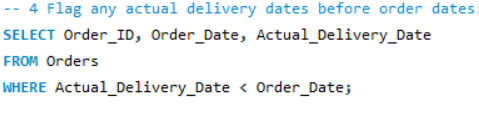 -- 4 Flag any actual delivery dates before order dates:
SELECT Order_ID, Order_Date, Actual_Delivery_Date
FROM Orders
WHERE Actual_Delivery_Date < Order_Date;